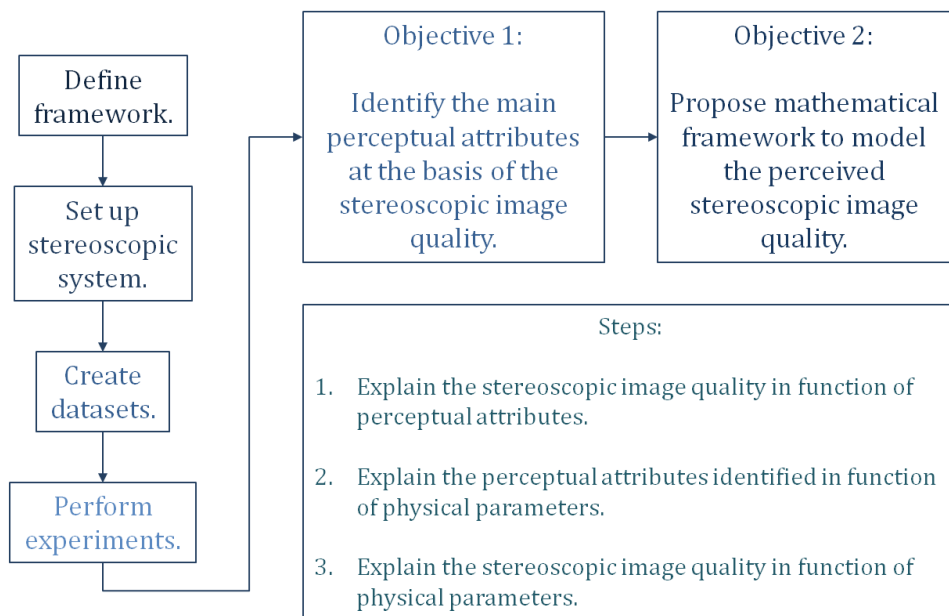 Define
framework.
Set up
stereoscopic
system.
Create
datasets.
Perform
experiments.
Objective 1:
Identify the main
perceptual attributes
at the basis of the
stereoscopic image
quality.
Objective 2:
Propose mathematical
framework to model
the perceived
stereoscopic image
quality.
Steps:
1. Explain the stereoscopic image quality in function of
perceptual attributes.
2. Explain the perceptual attributes identified in function
of physical parameters.
3. Explain the stereoscopic image quality in function of
physical parameters.